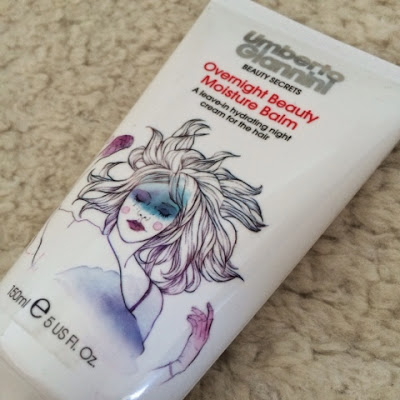 umberto
Giannini
BEAUTY SECRETS
Overnight Beauty
Moisture Balm
A leave-in hydrating night
cream for the hair
150ml ℮ 5 US Fl. Oz.